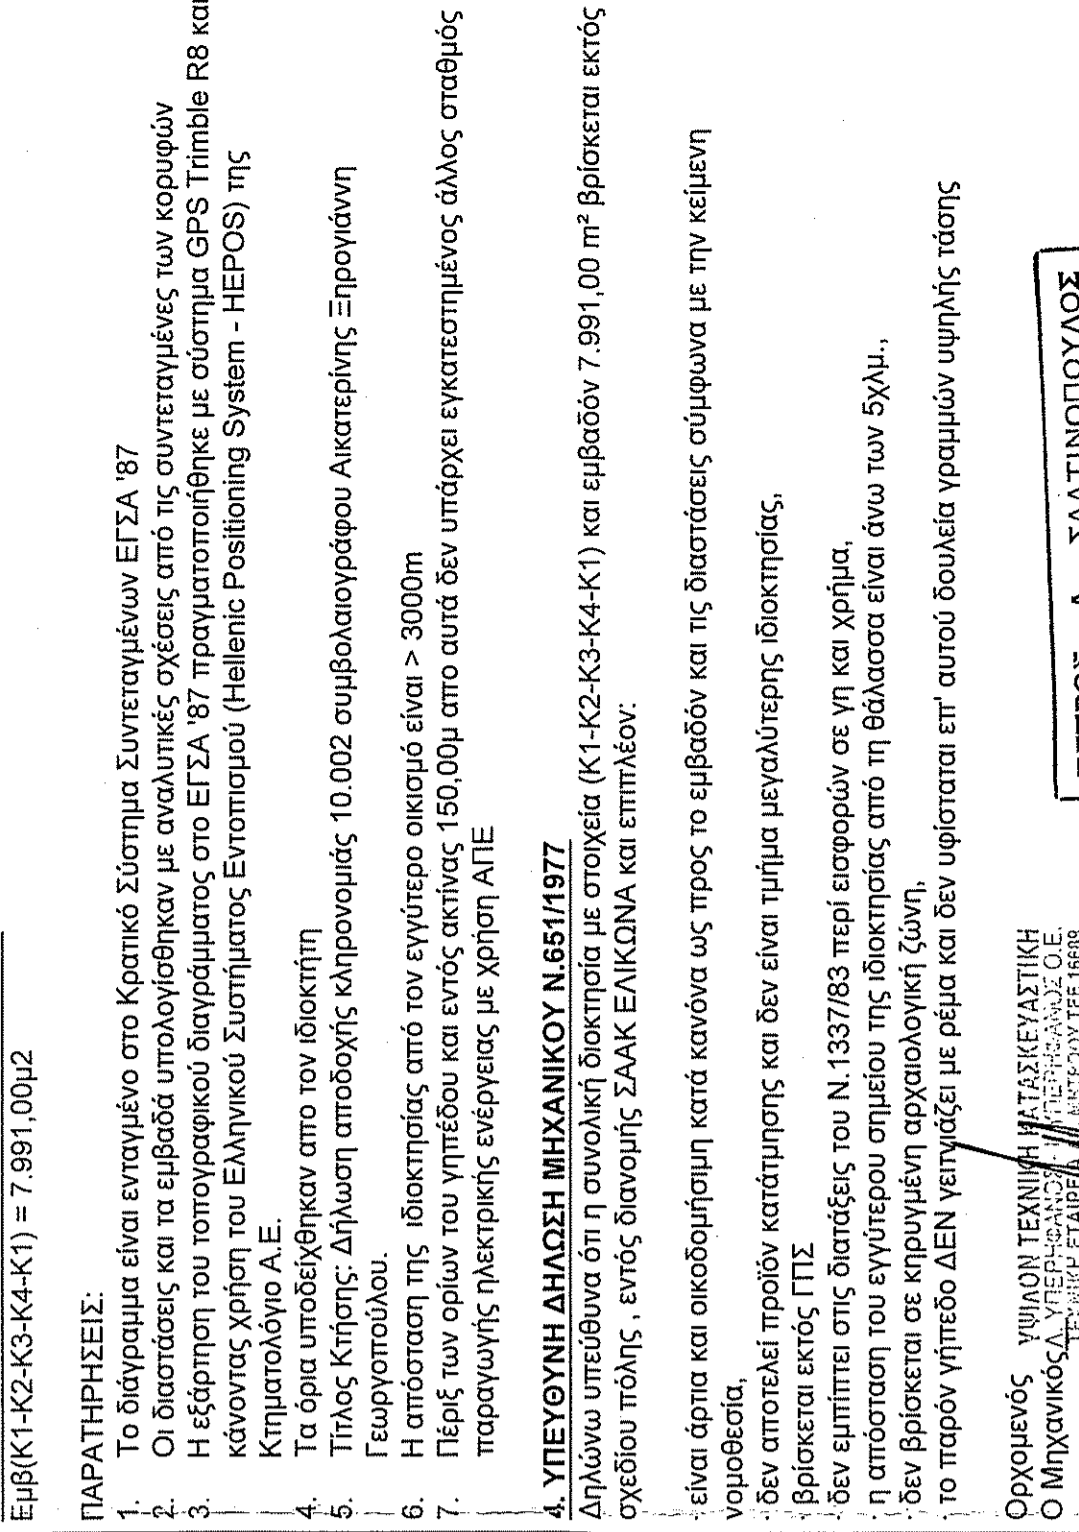 Εμβ(Κ1-Κ2-Κ3-Κ4-Κ1) = 7.991,00μ2
ΠΑΡΑΤΗΡΗΣΕΙΣ:
1. Το διάγραμμα είναι ενταγμένο στο Κρατικό Σύστημα Συντεταγμένων ΕΓΣΑ '87
2. Οι διαστάσεις και τα εμβαδά υπολογίσθηκαν με αναλυτικές σχέσεις από τις συντεταγμένες των κορυφών
3. Η εξάρτηση του τοπογραφικού διαγράμματος στο ΕΓΣΑ '87 πραγματοποιήθηκε με σύστημα GPS Trimble R8 και
κάνοντας χρήση του Ελληνικού Συστήματος Εντοπισμού (Hellenic Positioning System - HEPOS) της
Κτηματολόγιο Α.Ε.
4. Τα όρια υποδείχθηκαν απο τον ιδιοκτήτη
5. Τίτλος Κτήσης: Δήλωση αποδοχής κληρονομιάς 10.002 συμβολαιογράφου Αικατερίνης Ξηρογιάννη
Γεωργοπούλου.
6. Η απόσταση της ιδιοκτησίας από τον εγγύτερο οικισμό είναι > 3000m
7. Πέριξ των ορίων του γηπέδου και εντός ακτίνας 150,00μ απο αυτά δεν υπάρχει εγκατεστημένος άλλος σταθμός
παραγωγής ηλεκτρικής ενέργειας με χρήση ΑΠΕ
4. ΥΠΕΥΘΥΝΗ ΔΗΛΩΣΗ ΜΗΧΑΝΙΚΟΥ Ν.651/1977
Δηλώνω υπεύθυνα ότι η συνολική διοκτησία με στοιχεία (Κ1-Κ2-Κ3-Κ4-Κ1) και εμβαδόν 7.991,00 m² βρίσκεται εκτός
σχεδίου πόλης , εντός διανομής ΣΑΑΚ ΕΛΙΚΩΝΑ και επιπλέον:
· είναι άρτια και οικοδομήσιμη κατά κανόνα ως προς το εμβαδόν και τις διαστάσεις σύμφωνα με την κείμενη
νομοθεσία,
· δεν αποτελεί προϊόν κατάτμησης και δεν είναι τμήμα μεγαλύτερης ιδιοκτησίας,
· βρίσκεται εκτός ΓΠΣ
· δεν εμπίπτει στις διατάξεις του Ν.1337/83 περί εισφορών σε γη και χρήμα,
· η απόσταση του εγγύτερου σημείου της ιδιοκτησίας από τη θάλασσα είναι άνω των 5χλμ.,
· δεν βρίσκεται σε κηρυγμένη αρχαιολογική ζώνη,
· το παρόν γήπεδο ΔΕΝ γειτνιάζει με ρέμα και δεν υφίσταται επ' αυτού δουλεία γραμμών υψηλής τάσης
Ορχομενός
Ο Μηχανικός
ΥΨΙΛΟΝ ΤΕΧΝΙΚΗ ΚΑΤΑΣΚΕΥΑΣΤΙΚΗ
Δ. ΥΠΕΡΗΦΑΝΟΣ ΥΠΕΡΗΦΑΝΟΣ Ο.Ε.
ΤΕΧΝΙΚΗ ΕΤΑΙΡΕΙΑ ΜΗΤΡΩΟΥ ΤΕΕ